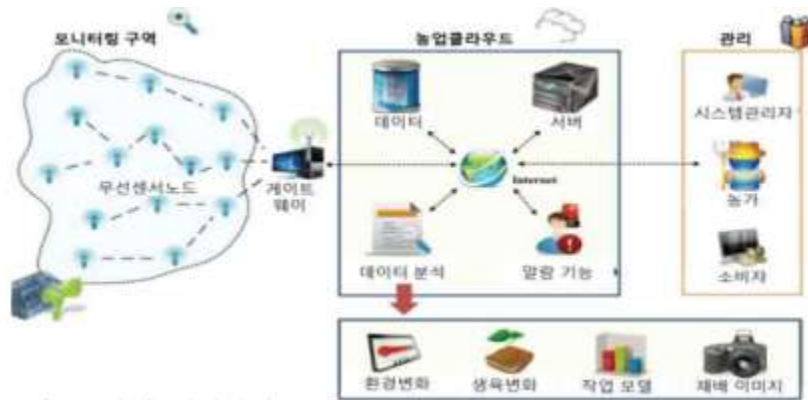 모니터링 구역
농업클라우드
관리
데이터
서버
시스템관리자
무선센서노드
게이트
웨이
Internet
농가
데이터 분석
알람 기능
소비자
환경변화
생육변화
작업 모델
재배 이미지